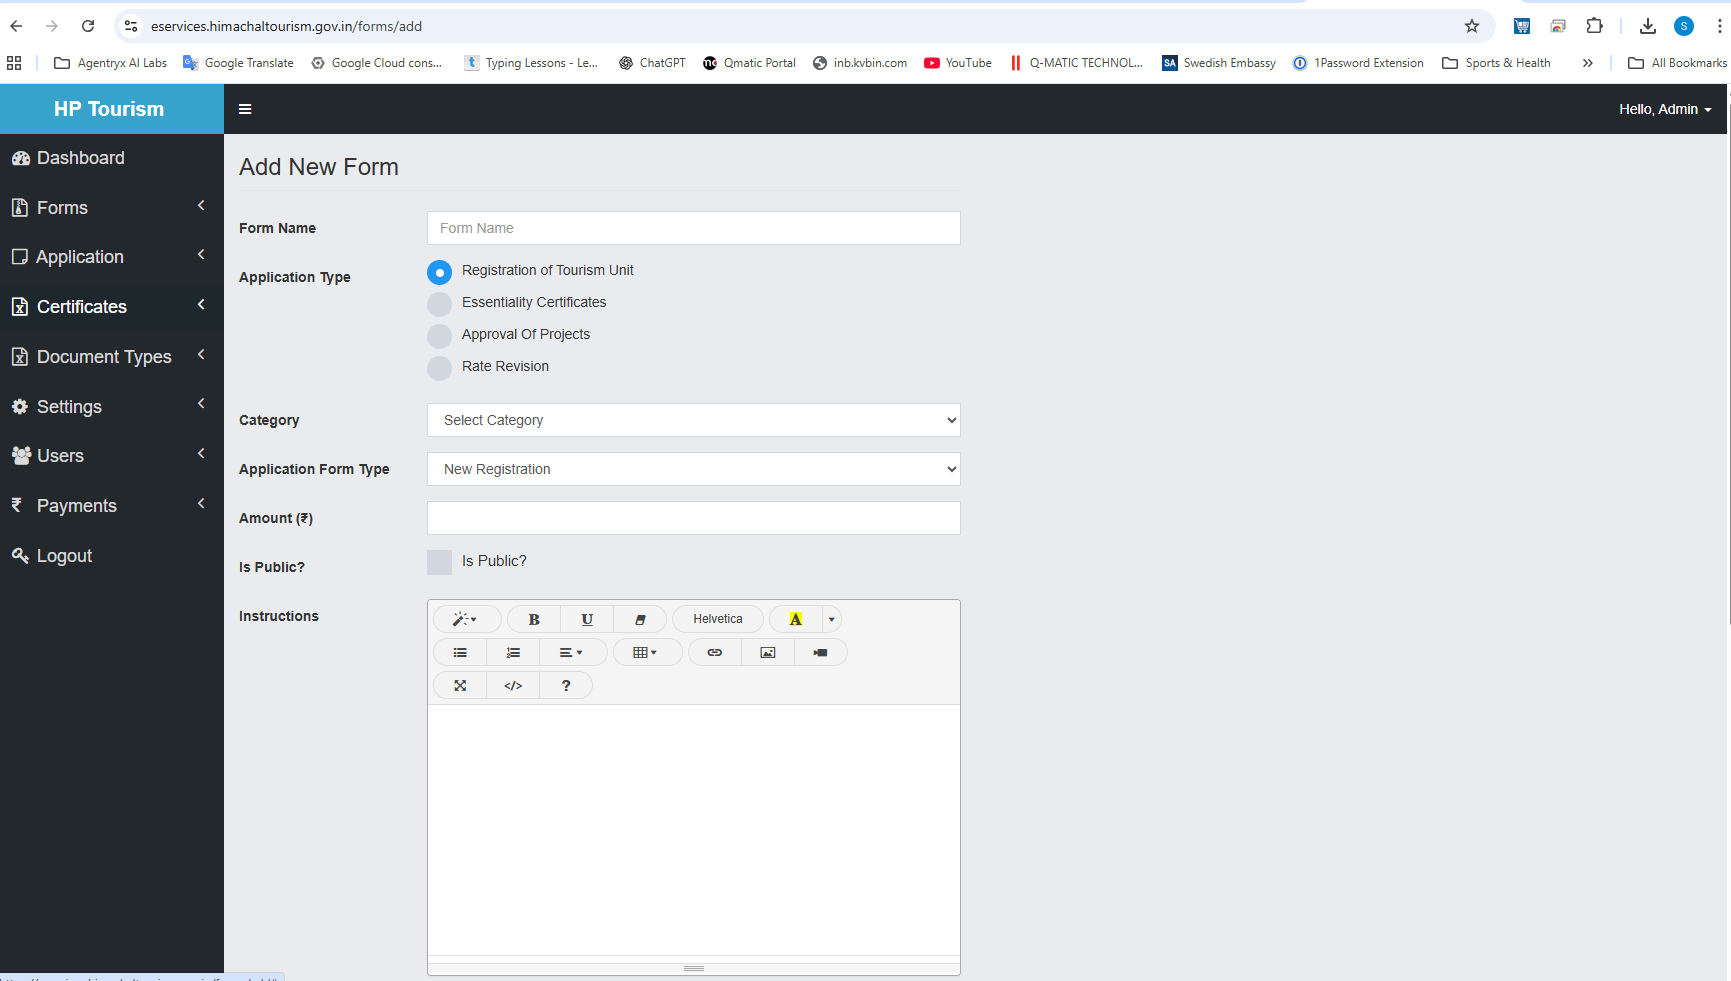 eservices.himachaltourism.gov.in/forms/add
S
Agentryx AI Labs
Google Translate
Google Cloud cons...
Typing Lessons - Le...
ChatGPT
Qmatic Portal
inb.kvbin.com
YouTube
Q-MATIC TECHNOL...
SA Swedish Embassy
1Password Extension
Sports & Health
»
All Bookmarks
HP Tourism
Hello, Admin
Dashboard
Forms
Application
Certificates
Document Types
Settings
Users
₹ Payments
Logout
Add New Form
Form Name
Form Name
Application Type
Registration of Tourism Unit
Essentiality Certificates
Approval Of Projects
Rate Revision
Category
Select Category
Application Form Type
New Registration
Amount (₹)
Is Public?
Is Public?
Instructions
B U Helvetica A
</> ?